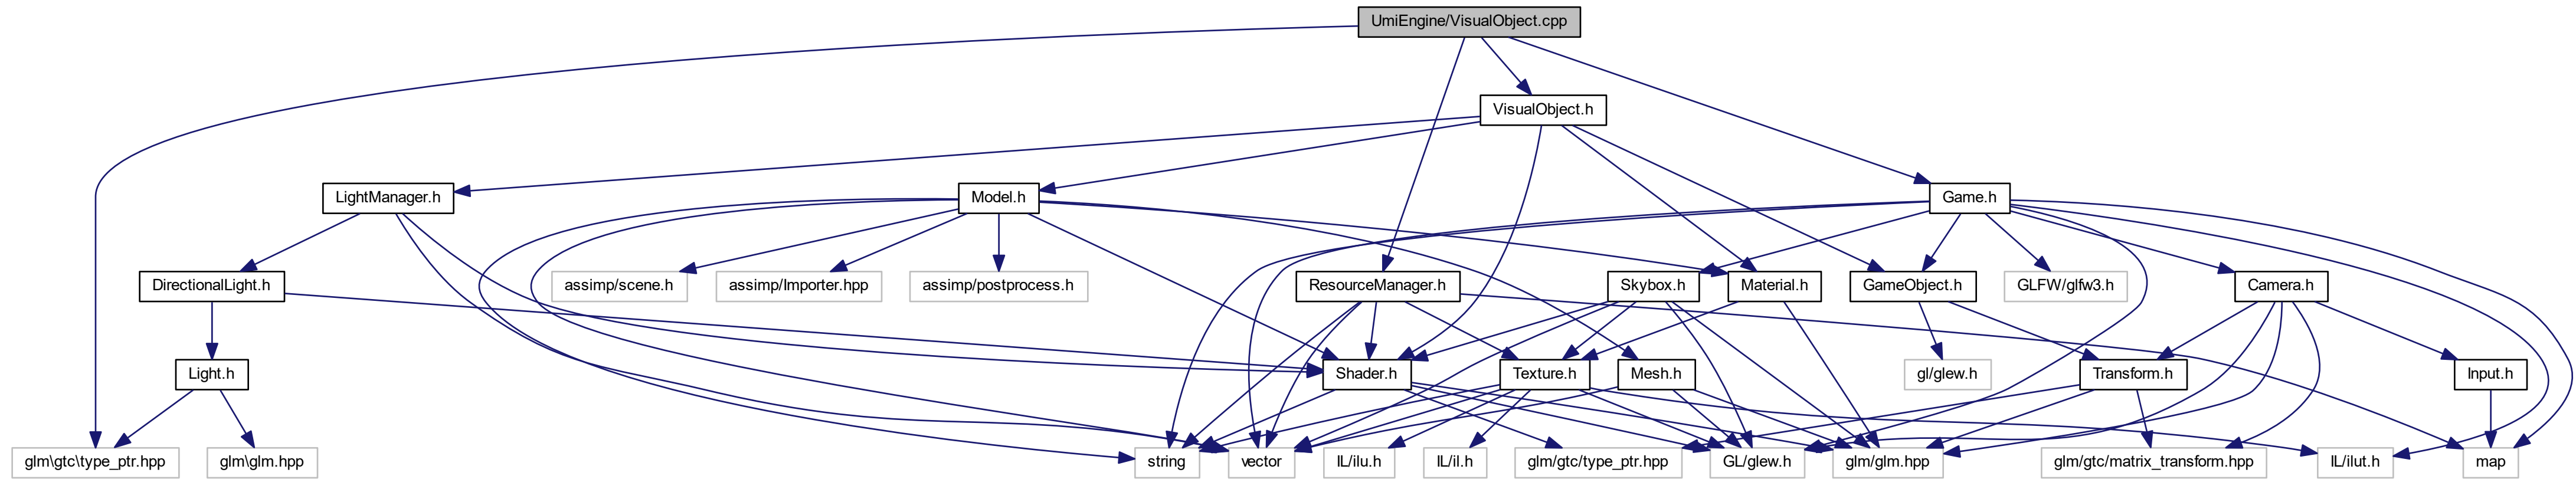 UmiEngine/VisualObject.cpp
VisualObject.h
LightManager.h
Model.h
Game.h
DirectionalLight.h
assimp/scene.h
assimp/Importer.hpp
assimp/postprocess.h
ResourceManager.h
Skybox.h
Material.h
GameObject.h
GLFW/glfw3.h
Camera.h
Light.h
Shader.h
Texture.h
Mesh.h
gl/glew.h
Transform.h
Input.h
glm\gtc\type_ptr.hpp
glm\glm.hpp
string
vector
IL/ilu.h
IL/il.h
glm/gtc/type_ptr.hpp
GL/glew.h
glm/glm.hpp
glm/gtc/matrix_transform.hpp
IL/ilut.h
map